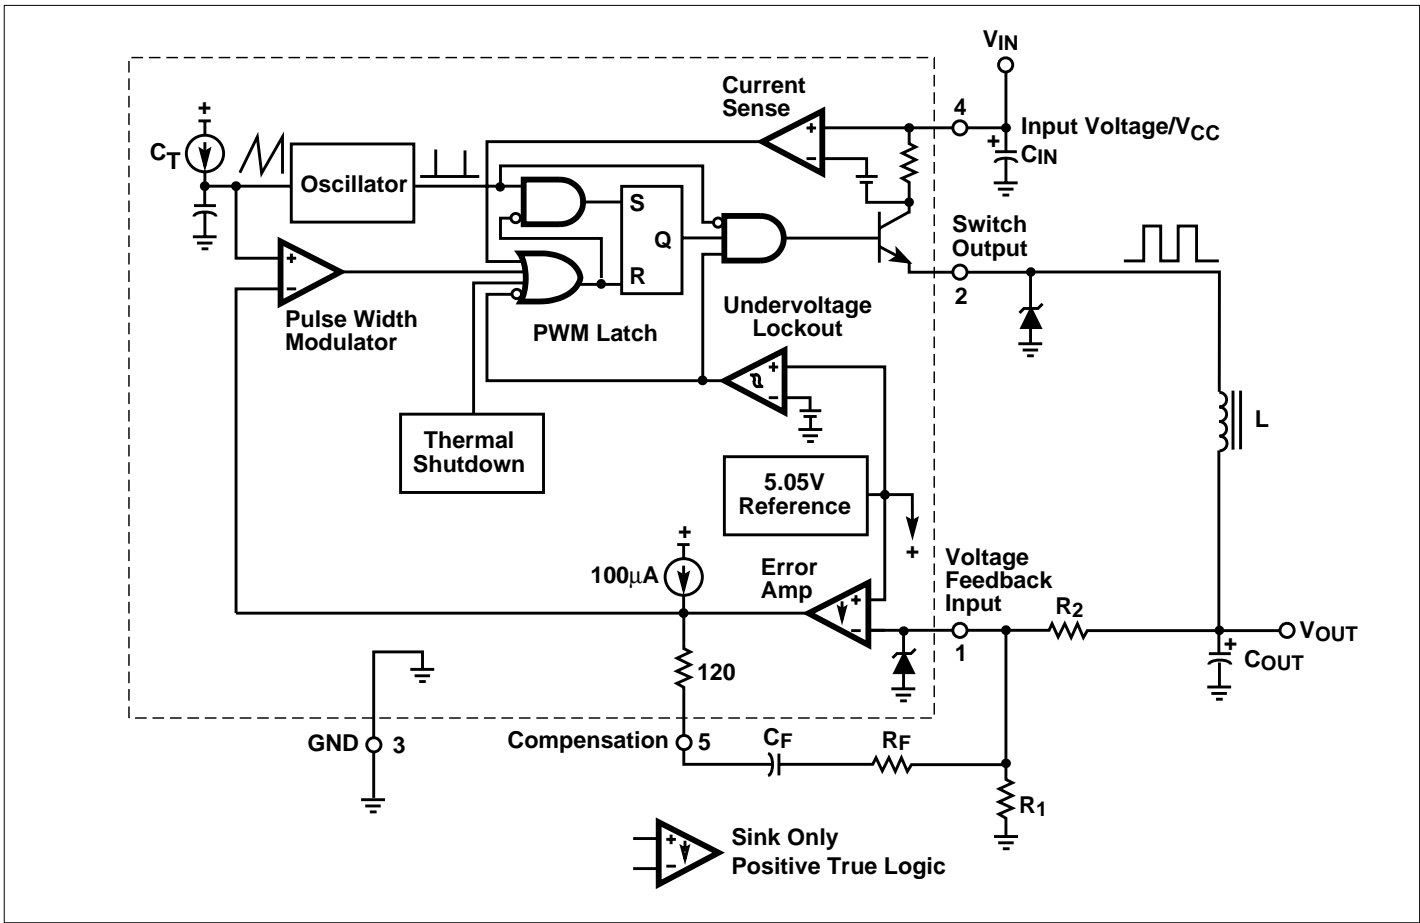 VIN
Current
Sense
4
Input Voltage/VCC
CIN
+
CT
+
Oscillator
+
−
S
Q
R
Switch
Output
2
+
−
Pulse Width
Modulator
PWM Latch
Undervoltage
Lockout
+
−
L
Thermal
Shutdown
5.05V
Reference
+
+
100µA
Error
Amp
+
−
Voltage
Feedback
Input
1
R2
VOUT
+
COUT
120
GND
3
Compensation
5
CF
RF
R1
+
−
Sink Only
Positive True Logic